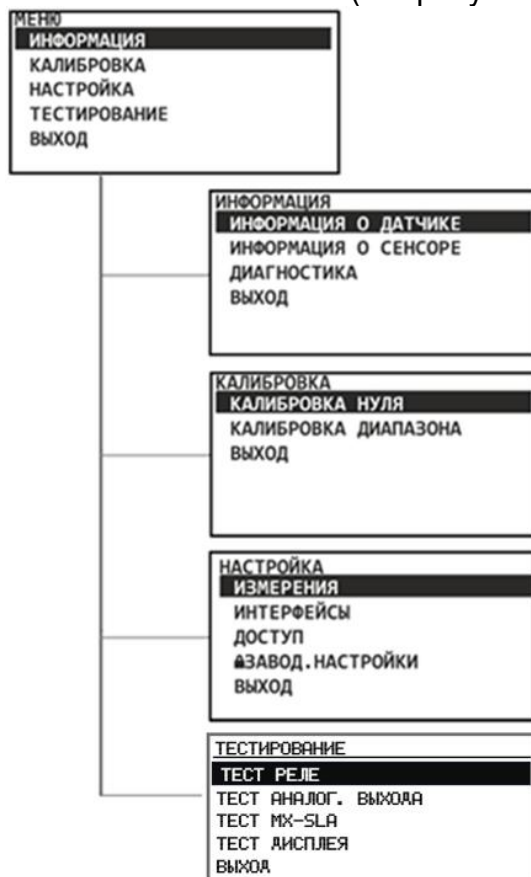 МЕНЮ
ИНФОРМАЦИЯ
КАЛИБРОВКА
НАСТРОЙКА
ТЕСТИРОВАНИЕ
ВЫХОД
ИНФОРМАЦИЯ
ИНФОРМАЦИЯ О ДАТЧИКЕ
ИНФОРМАЦИЯ О СЕНСОРЕ
ДИАГНОСТИКА
ВЫХОД
КАЛИБРОВКА
КАЛИБРОВКА НУЛЯ
КАЛИБРОВКА ДИАПАЗОНА
ВЫХОД
НАСТРОЙКА
ИЗМЕРЕНИЯ
ИНТЕРФЕЙСЫ
ДОСТУП
ЗАВОД.НАСТРОЙКИ
ВЫХОД
ТЕСТИРОВАНИЕ
ТЕСТ РЕЛЕ
ТЕСТ АНАЛОГ. ВЫХОДА
ТЕСТ MX-SLA
ТЕСТ ДИСПЛЕЯ
ВЫХОД